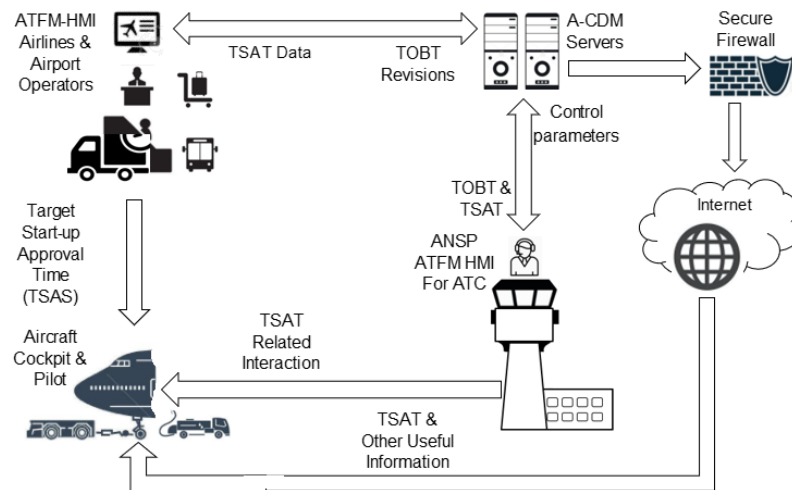 ATFM-HMI
Airlines &
Airport
Operators
TSAT Data
TOBT
Revisions
A-CDM
Servers
Secure
Firewall
Control
parameters
TOBT &
TSAT
Internet
Target
Start-up
Approval
Time
(TSAS)
ANSP
ATFM HMI
For ATC
Aircraft
Cockpit &
Pilot
TSAT
Related
Interaction
TSAT &
Other Useful
Information